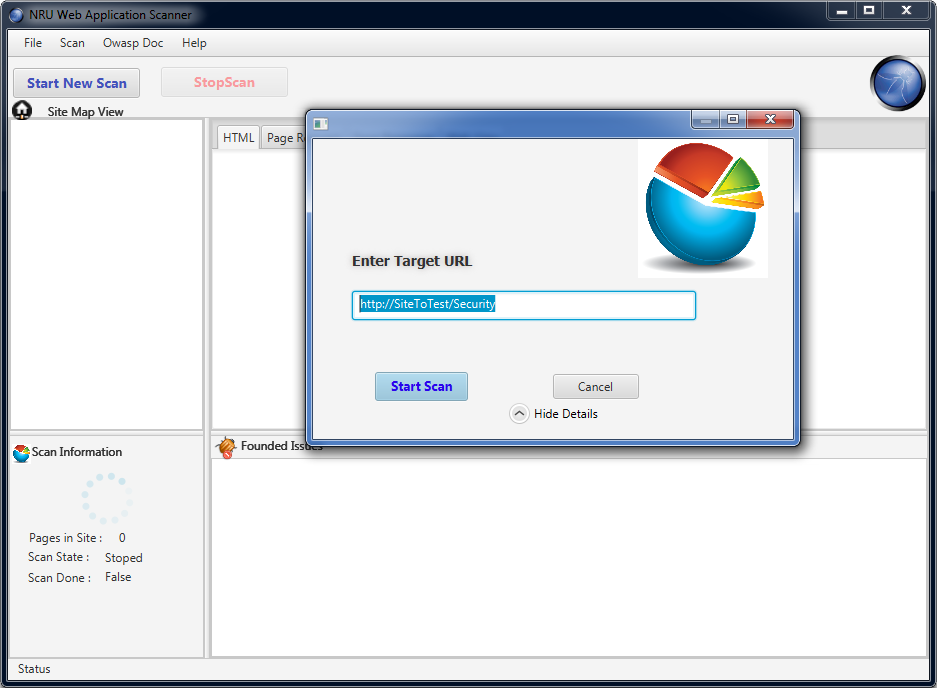 NRU Web Application Scanner
File Scan Owasp Doc Help
Start New Scan StopScan
Site Map View
HTML Page R
Enter Target URL
http://SiteToTest/Security
Start Scan Cancel
Hide Details
Founded Issues
Scan Information
Pages in Site : 0
Scan State : Stoped
Scan Done : False
Status